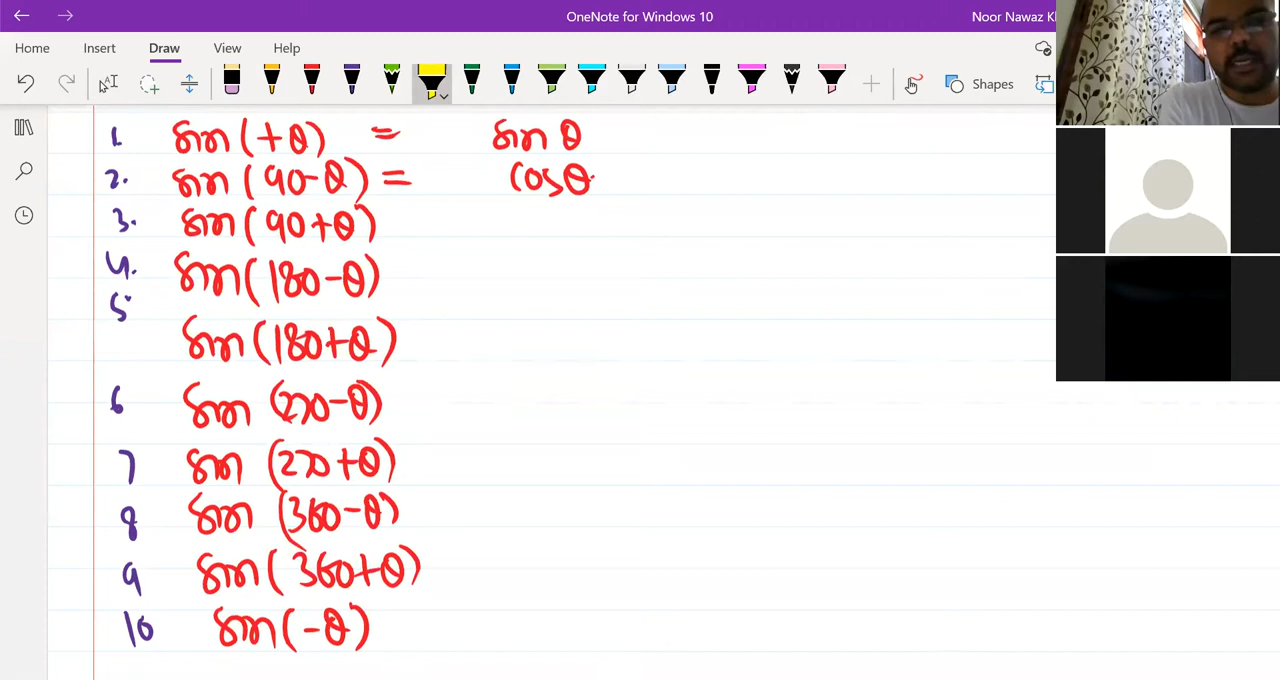 OneNote for Windows 10
Noor Nawaz Kh
Home Insert Draw View Help
Shapes
1. sin(+θ) = sin θ
2. sin(90-θ) = cosθ
3. sin(90+θ)
4. sin(180-θ)
5.
sin(180+θ)
6 sin(270-θ)
7 sin(270+θ)
8 sin(360-θ)
9 sin(360+θ)
10 sin(-θ)